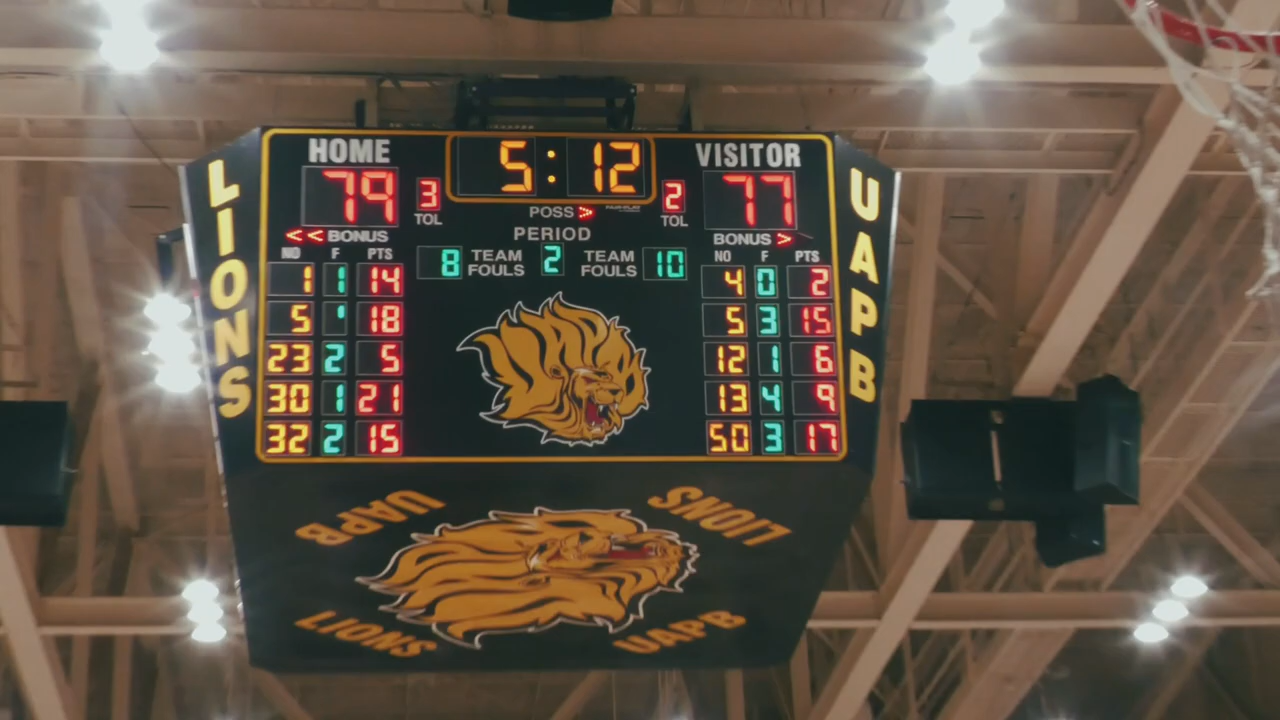 HOME 5:12 VISITOR
79 3 2 77
TOL POSS > TOL
<< BONUS PERIOD BONUS >
8 TEAM FOULS 2 TEAM FOULS 10
NO F PTS NO F PTS
1 1 14 4 0 2
5 18 5 3 15
23 2 5 12 1 6
30 1 21 13 4 9
32 2 15 50 3 17
LIONS
UAPB
UAPB
UAPB LIONS
LIONS UAPB